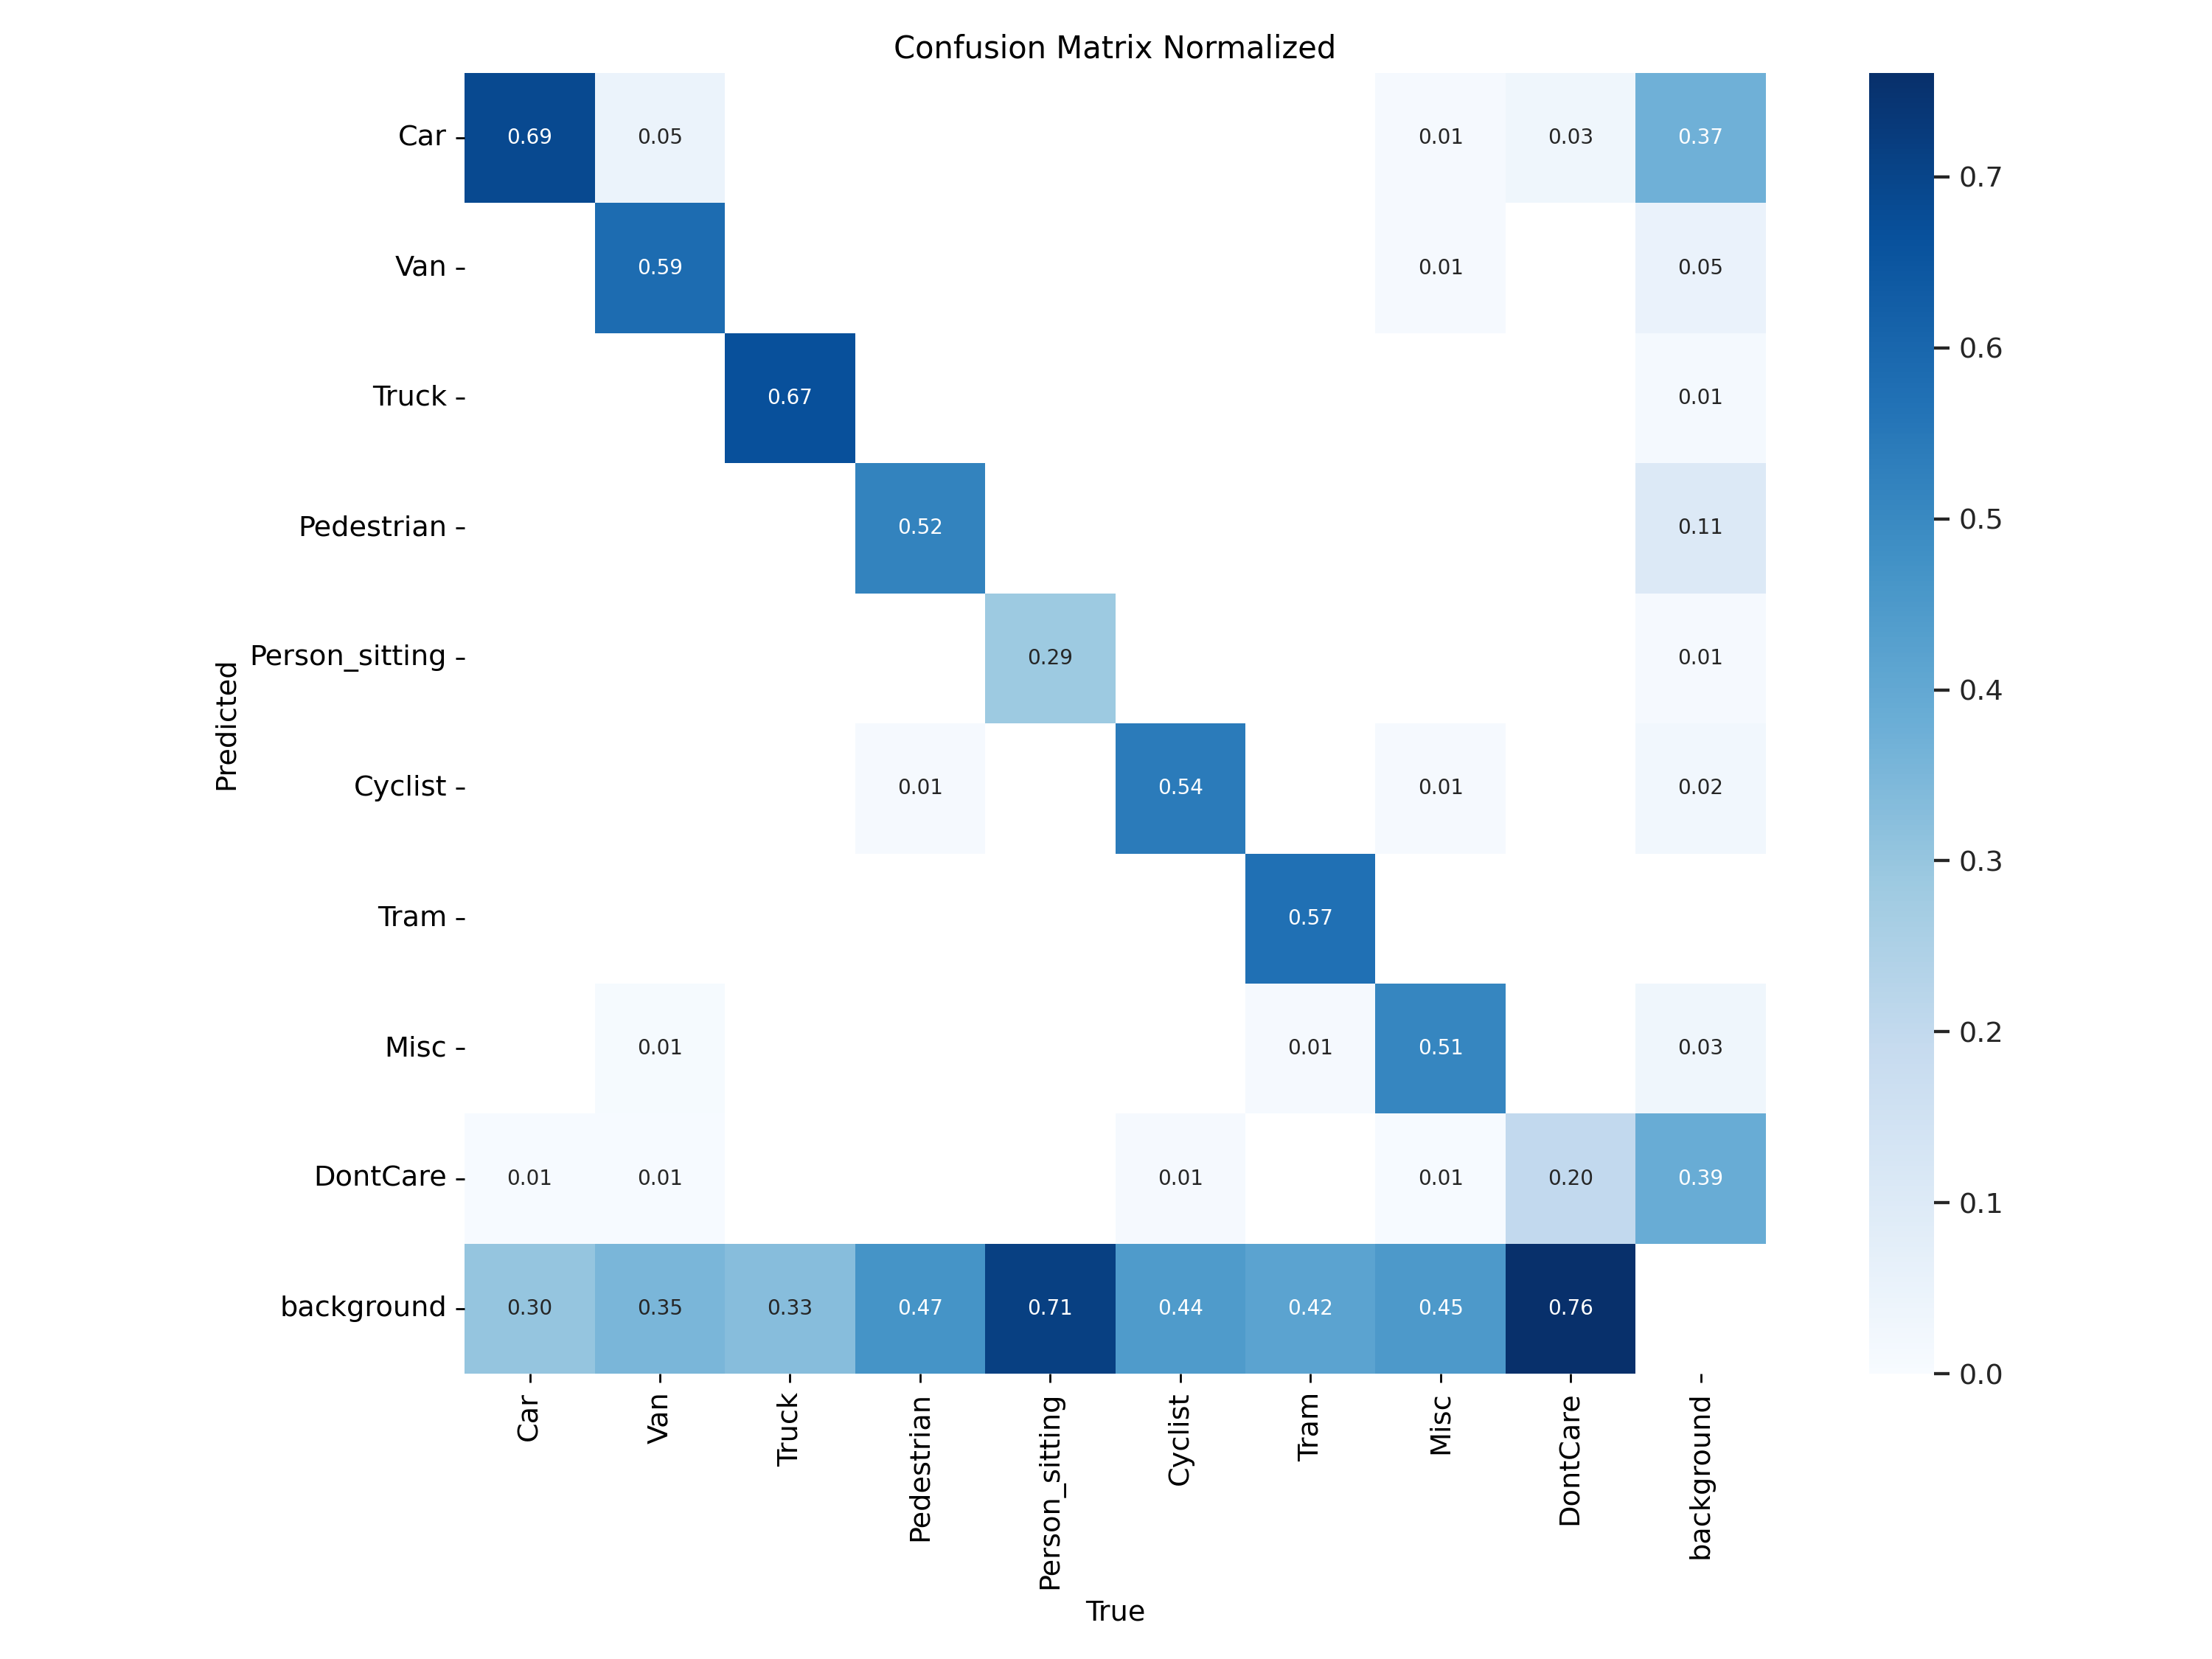 Confusion Matrix Normalized
Car 0.69 0.05 0.01 0.03 0.37
Van 0.59 0.01 0.05
Truck 0.67 0.01
Pedestrian 0.52 0.11
Person_sitting 0.29 0.01
Cyclist 0.01 0.54 0.01 0.02
Tram 0.57
Misc 0.01 0.01 0.51 0.03
DontCare 0.01 0.01 0.01 0.01 0.20 0.39
background 0.30 0.35 0.33 0.47 0.71 0.44 0.42 0.45 0.76
Predicted
Car Van Truck Pedestrian Person_sitting Cyclist Tram Misc DontCare background
True
0.7
0.6
0.5
0.4
0.3
0.2
0.1
0.0